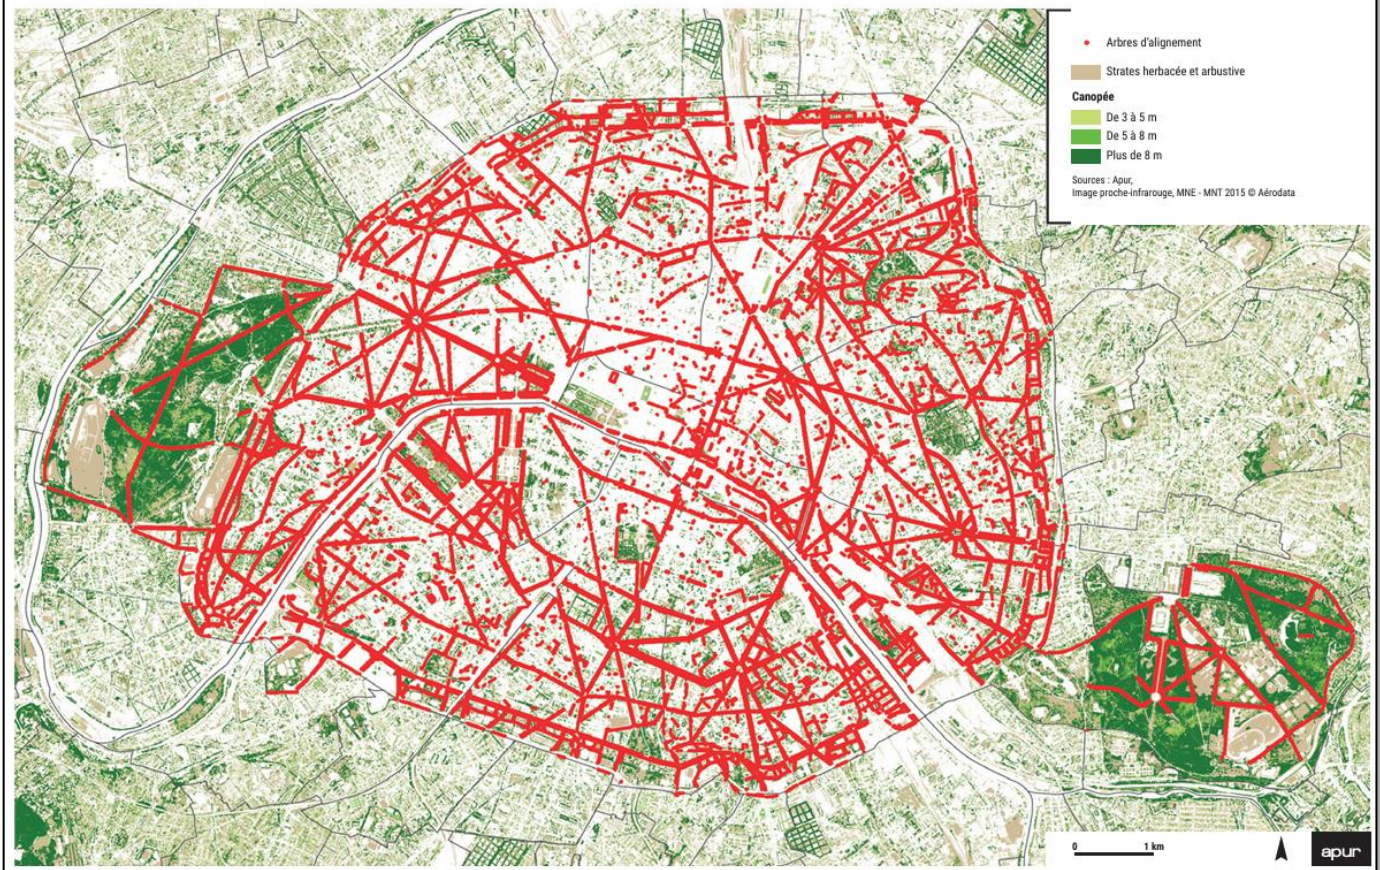 Arbres d'alignement
Strates herbacée et arbustive
Canopée
De 3 à 5 m
De 5 à 8 m
Plus de 8 m
Sources : Apur,
Image proche-infrarouge, MNE - MNT 2015 © Aérodata
0 1 km
apur